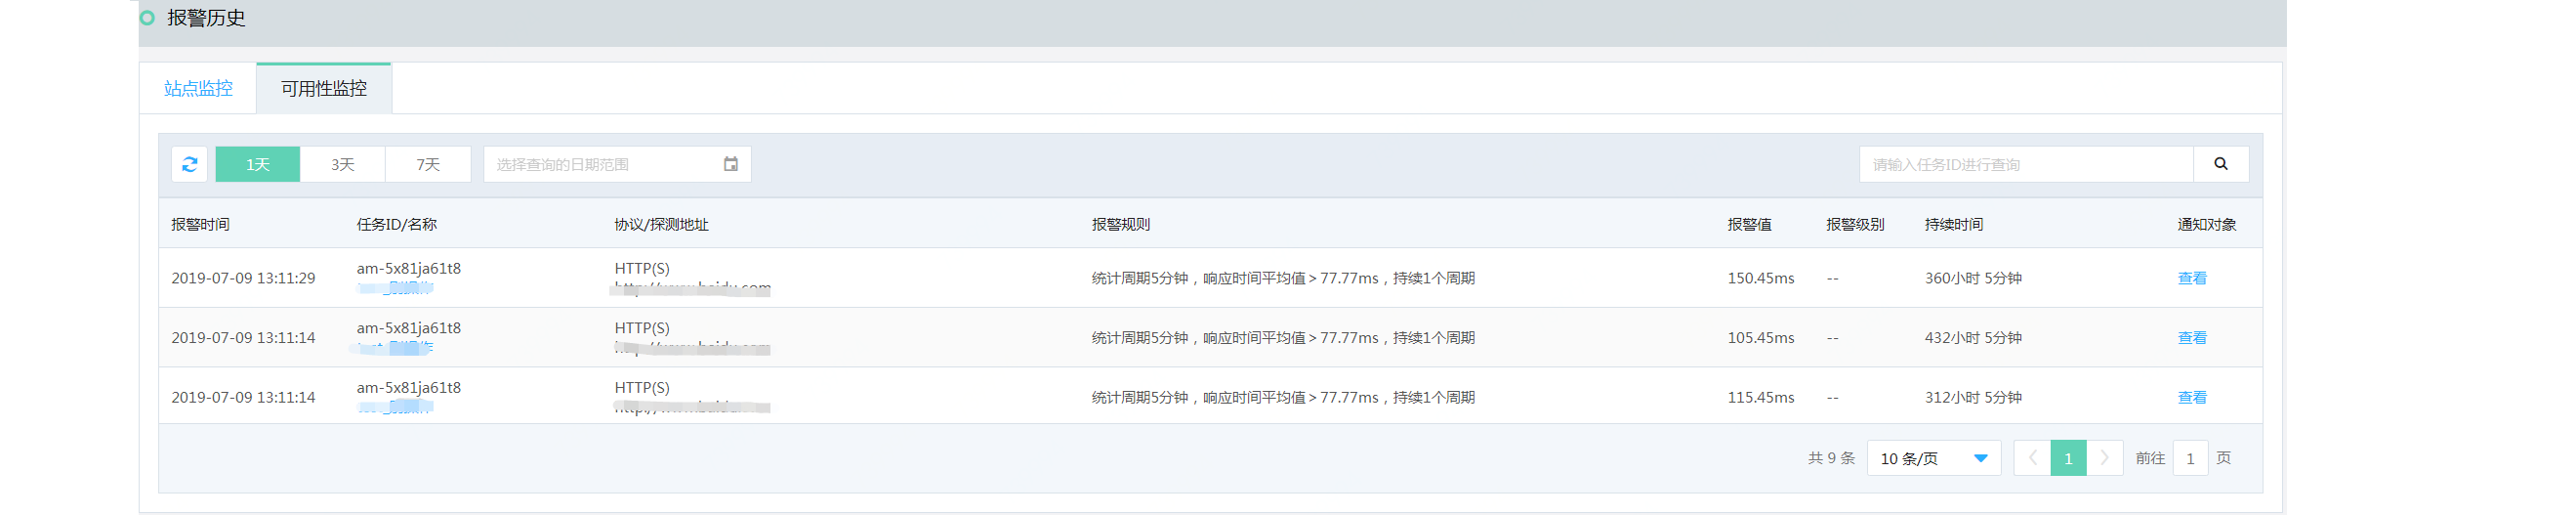 报警历史
站点监控 可用性监控
1天 3天 7天 选择查询的日期范围 请输入任务ID进行查询
报警时间 任务ID/名称 协议/探测地址 报警规则 报警值 报警级别 持续时间 通知对象
2019-07-09 13:11:29 am-5x81ja61t8 HTTP(S) 统计周期5分钟，响应时间平均值＞77.77ms，持续1个周期 150.45ms -- 360小时 5分钟 查看
2019-07-09 13:11:14 am-5x81ja61t8 HTTP(S) 统计周期5分钟，响应时间平均值＞77.77ms，持续1个周期 105.45ms -- 432小时 5分钟 查看
2019-07-09 13:11:14 am-5x81ja61t8 HTTP(S) 统计周期5分钟，响应时间平均值＞77.77ms，持续1个周期 115.45ms -- 312小时 5分钟 查看
共 9 条 10 条/页 1 前往 1 页